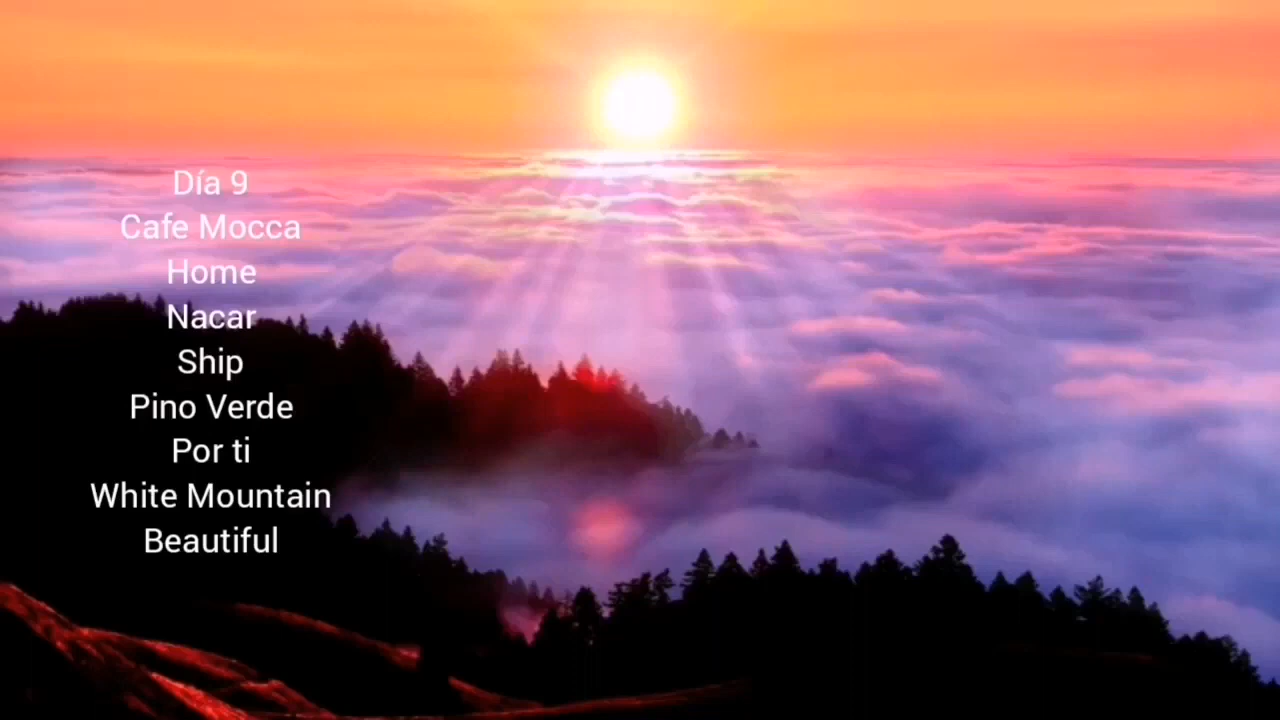 Día 9
Cafe Mocca
Home
Nacar
Ship
Pino Verde
Por ti
White Mountain
Beautiful